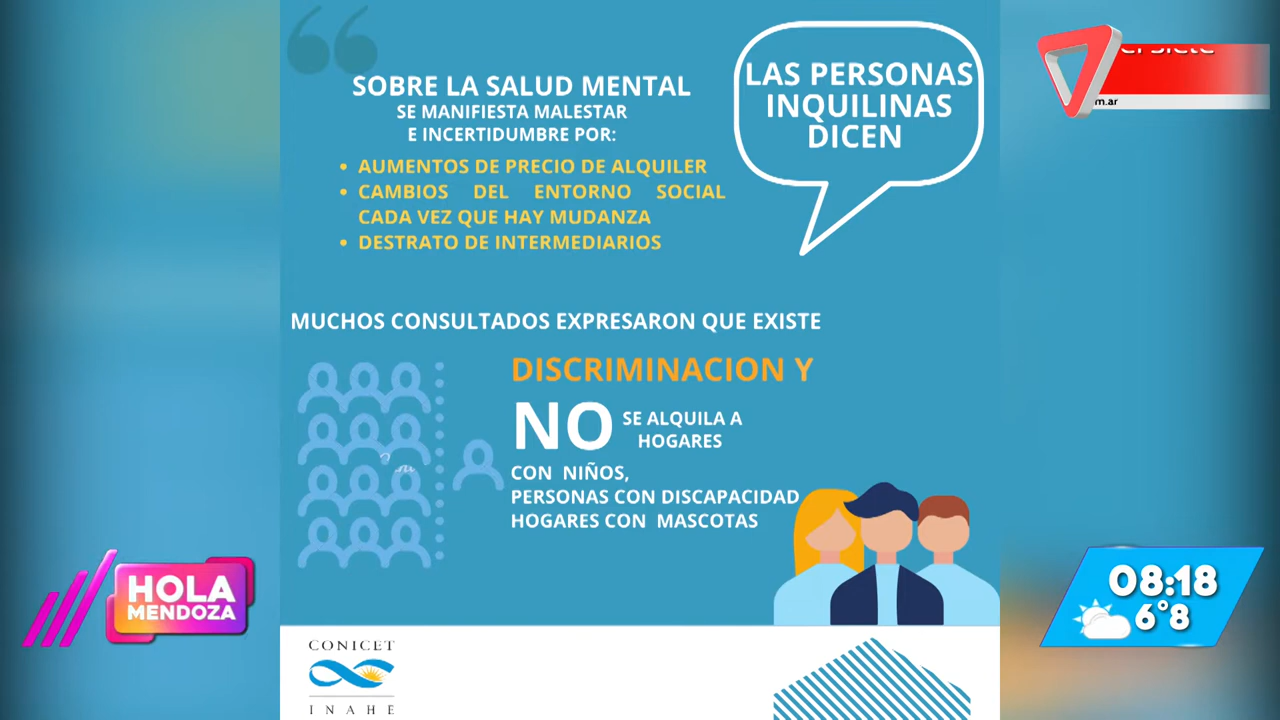 SOBRE LA SALUD MENTAL
SE MANIFIESTA MALESTAR
E INCERTIDUMBRE POR:
• AUMENTOS DE PRECIO DE ALQUILER
• CAMBIOS DEL ENTORNO SOCIAL
CADA VEZ QUE HAY MUDANZA
• DESTRATO DE INTERMEDIARIOS
LAS PERSONAS
INQUILINAS
DICEN
MUCHOS CONSULTADOS EXPRESARON QUE EXISTE
DISCRIMINACION Y
NO SE ALQUILA A
HOGARES
CON NIÑOS,
PERSONAS CON DISCAPACIDAD
HOGARES CON MASCOTAS
CONICET
INAHE
HOLA
MENDOZA
08:18
6°8